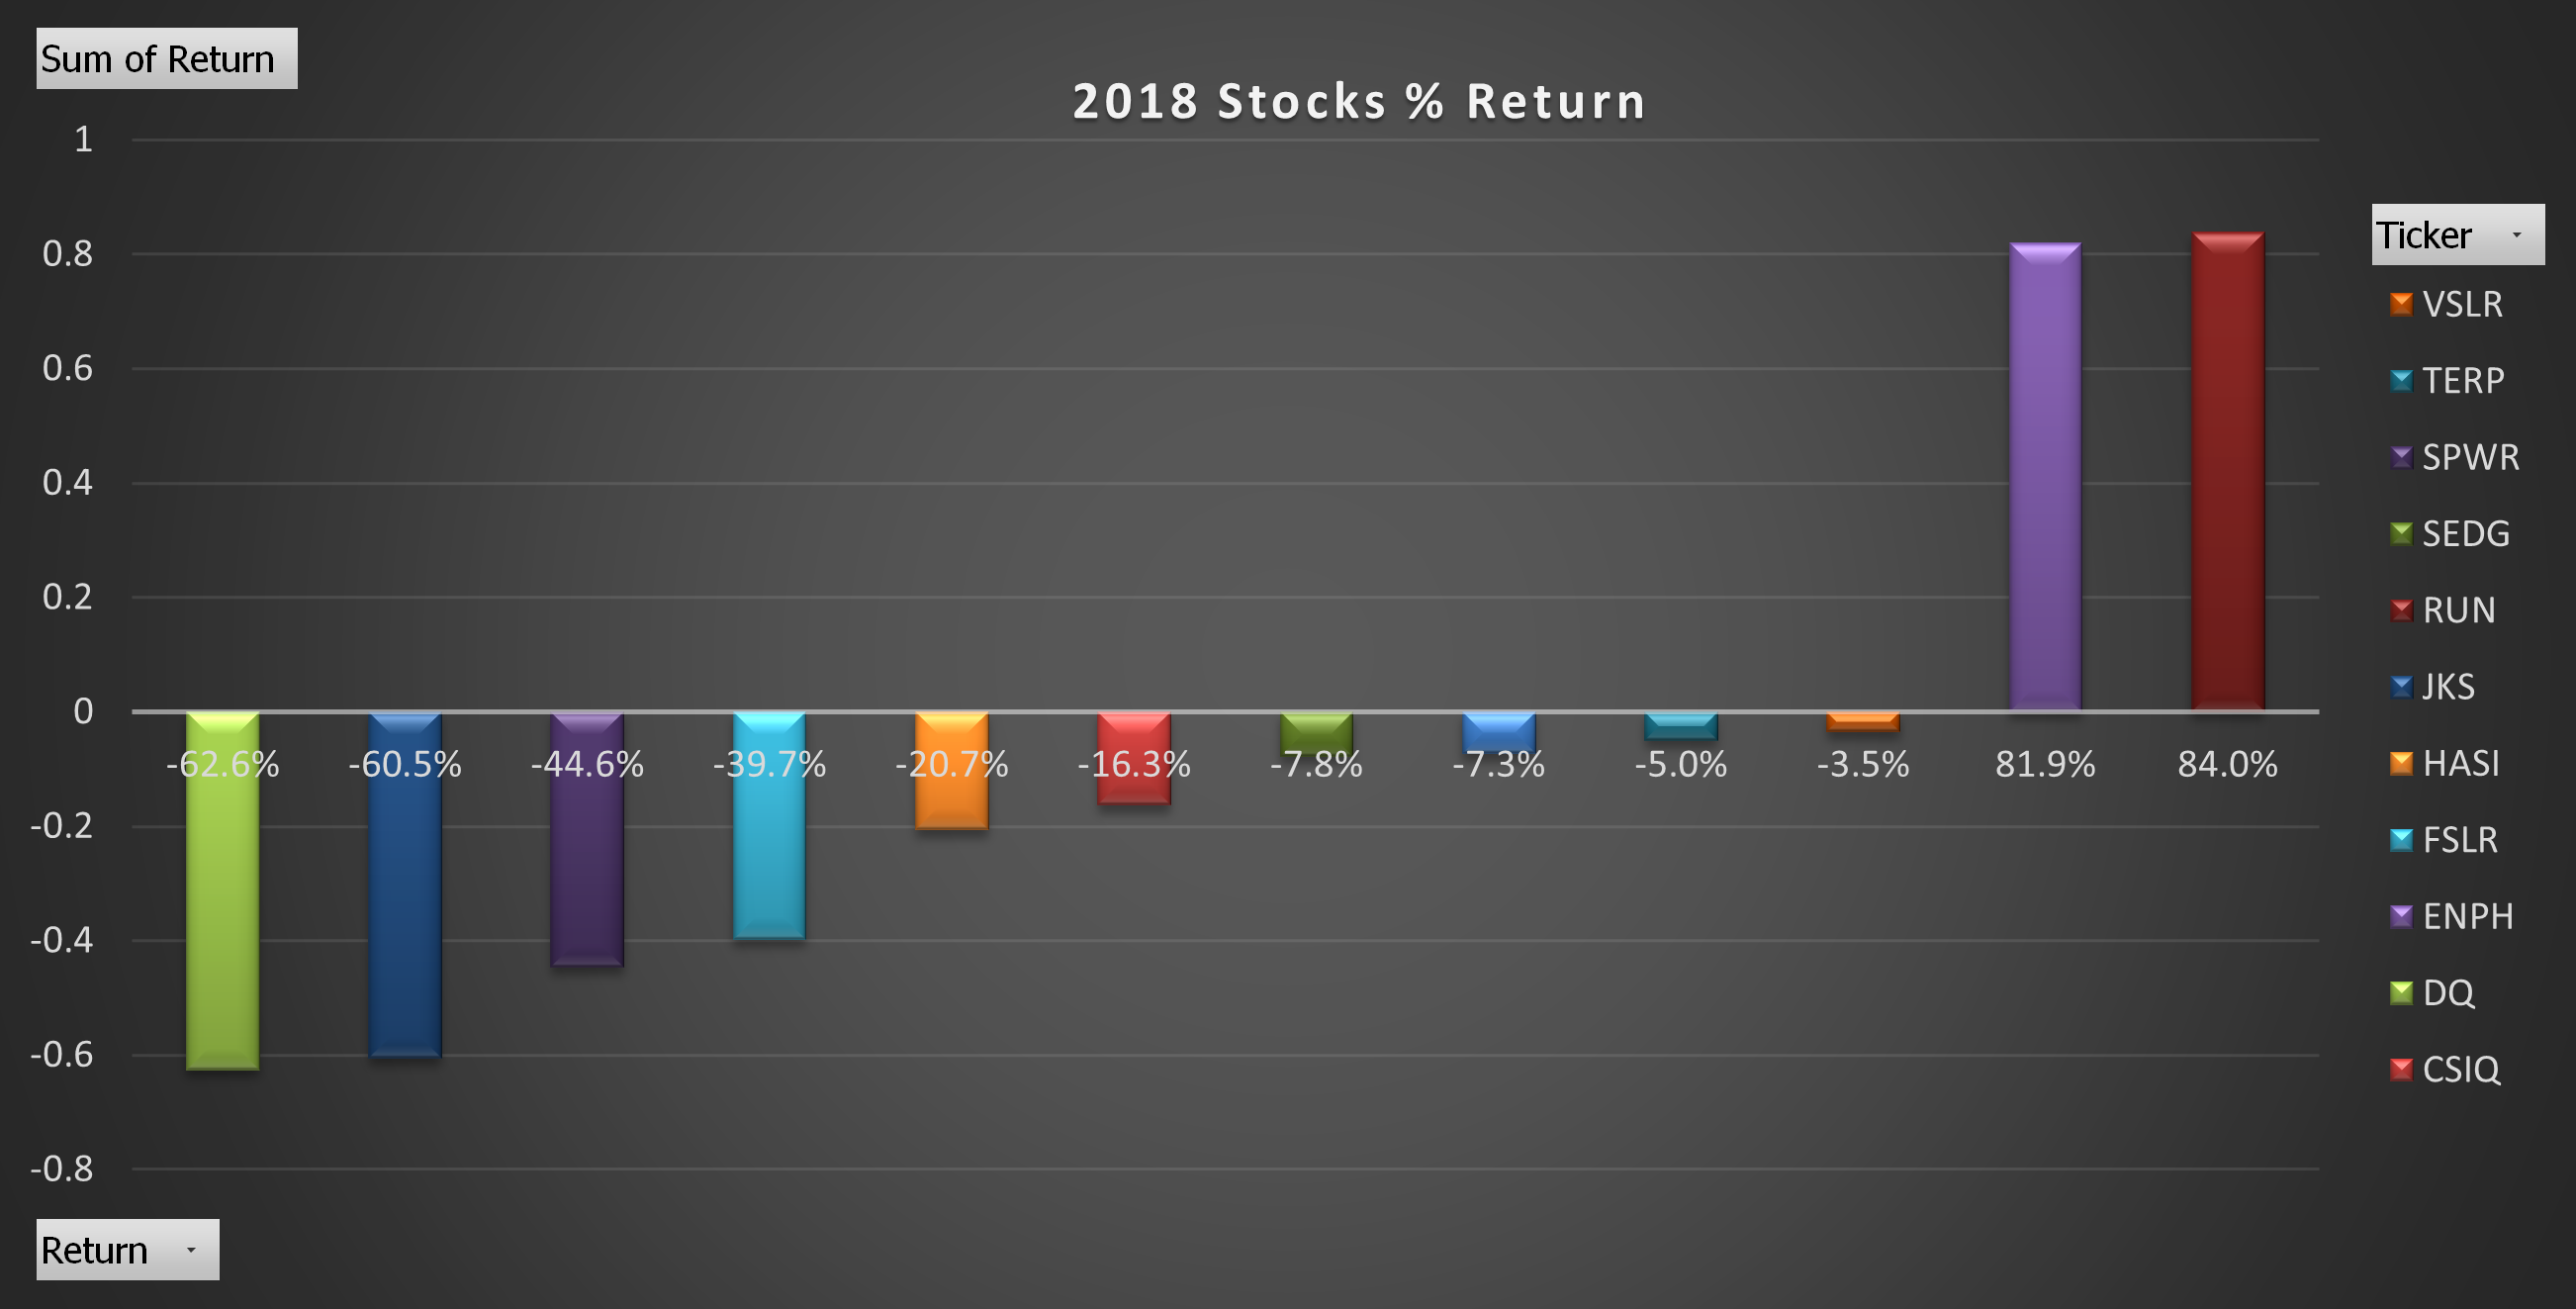 Sum of Return
2018 Stocks % Return
1
0.8
0.6
0.4
0.2
0
-0.2
-0.4
-0.6
-0.8
-62.6% -60.5% -44.6% -39.7% -20.7% -16.3% -7.8% -7.3% -5.0% -3.5% 81.9% 84.0%
Ticker
VSLR
TERP
SPWR
SEDG
RUN
JKS
HASI
FSLR
ENPH
DQ
CSIQ
Return